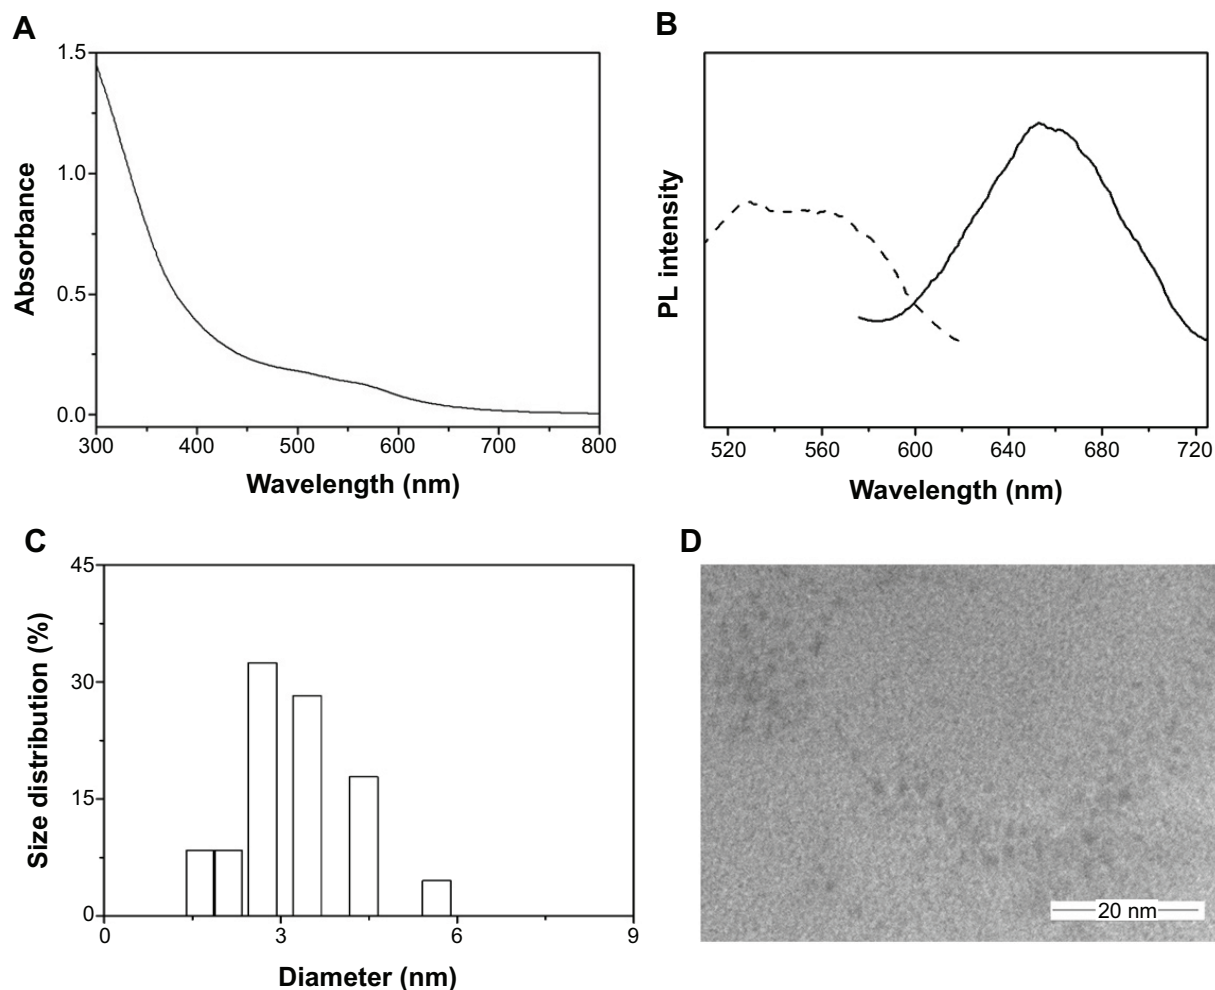 A
1.5
1.0
0.5
0.0
Absorbance
300 400 500 600 700 800
Wavelength (nm)
B
PL intensity
520 560 600 640 680 720
Wavelength (nm)
C
45
30
15
0
Size distribution (%)
0 3 6 9
Diameter (nm)
D
20 nm